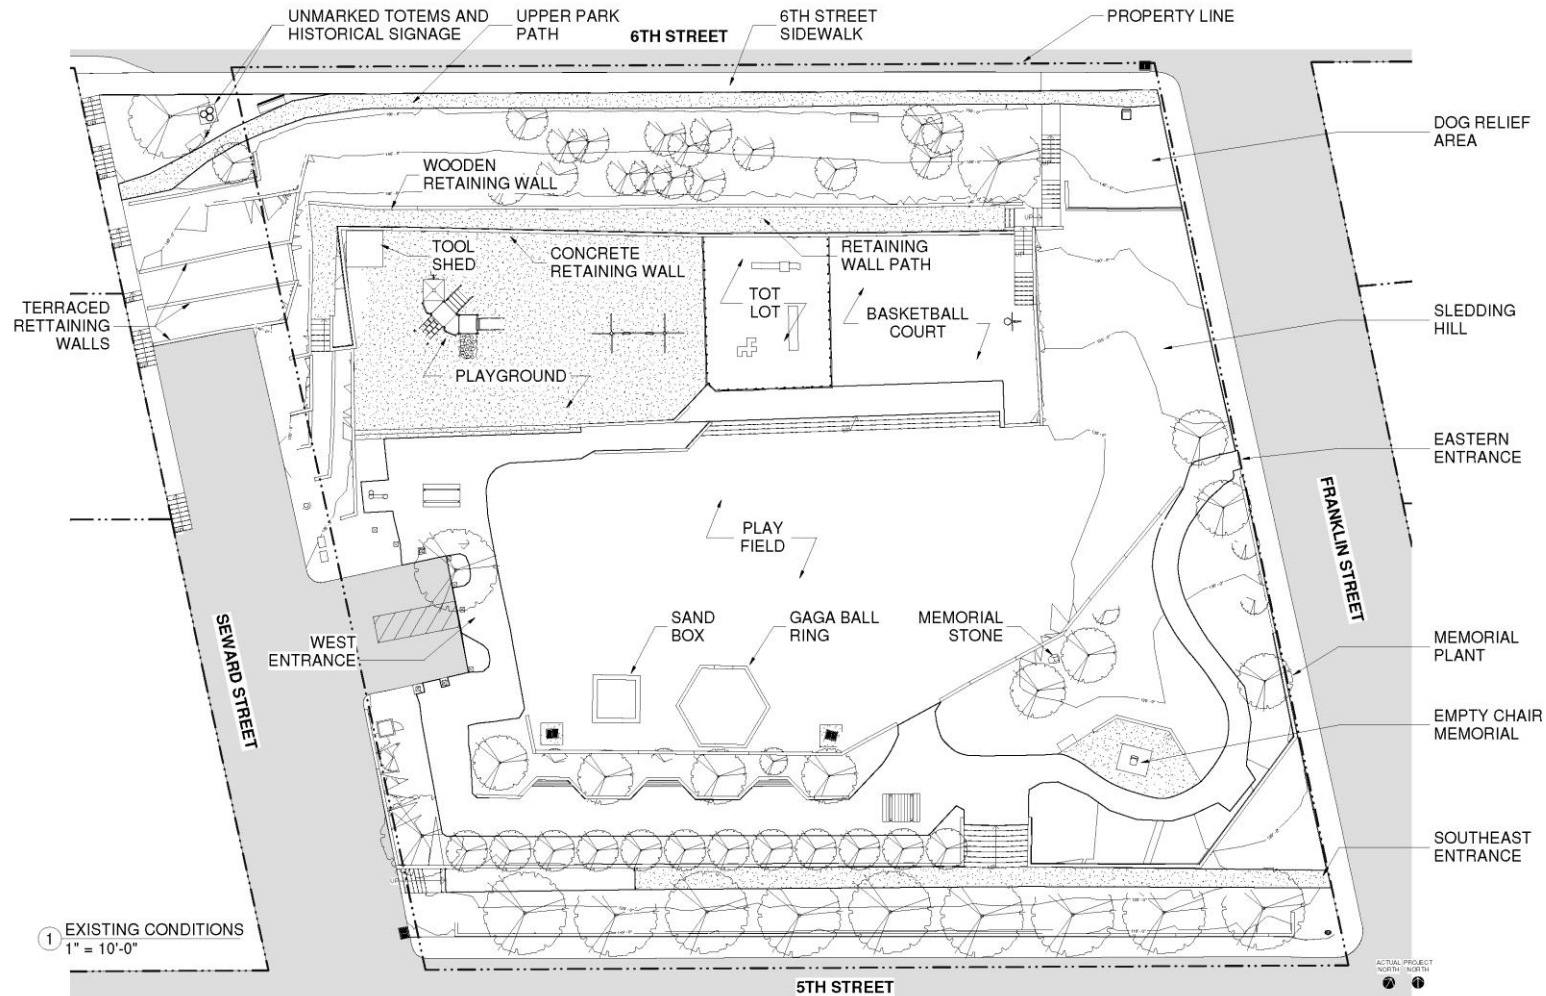 UNMARKED TOTEMS AND
HISTORICAL SIGNAGE
UPPER PARK
PATH
6TH STREET
6TH STREET
SIDEWALK
PROPERTY LINE
DOG RELIEF
AREA
WOODEN
RETAINING WALL
TOOL
SHED
CONCRETE
RETAINING WALL
RETAINING
WALL PATH
TOT
LOT
BASKETBALL
COURT
TERRACED
RETTAINING
WALLS
SLEDDING
HILL
PLAYGROUND
EASTERN
ENTRANCE
PLAY
FIELD
FRANKLIN STREET
SAND
BOX
GAGA BALL
RING
MEMORIAL
STONE
WEST
ENTRANCE
SEWARD STREET
MEMORIAL
PLANT
EMPTY CHAIR
MEMORIAL
SOUTHEAST
ENTRANCE
1
EXISTING CONDITIONS
1" = 10'-0"
5TH STREET
ACTUAL
NORTH
PROJECT
NORTH